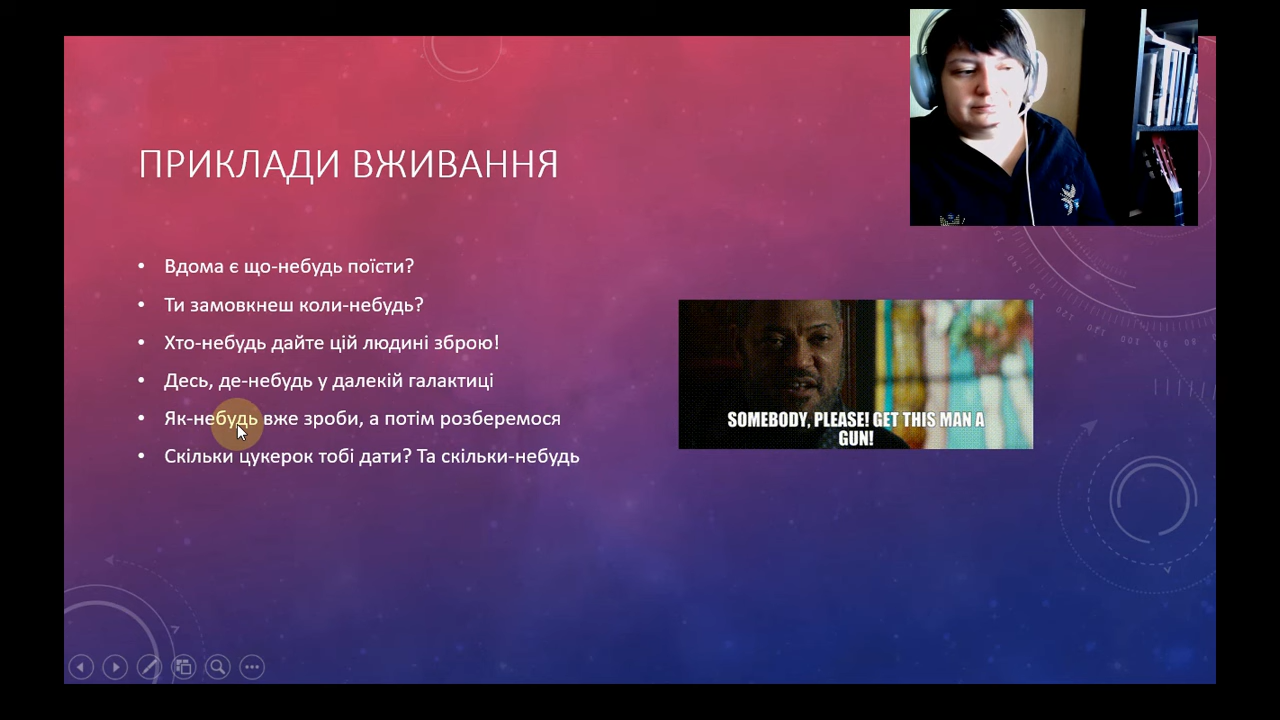 ПРИКЛАДИ ВЖИВАННЯ
• Вдома є що-небудь поїсти?
• Ти замовкнеш коли-небудь?
• Хто-небудь дайте цій людині зброю!
• Десь, де-небудь у далекій галактиці
• Як-небудь вже зроби, а потім розберемося
• Скільки цукерок тобі дати? Та скільки-небудь
SOMEBODY, PLEASE! GET THIS MAN A
GUN!